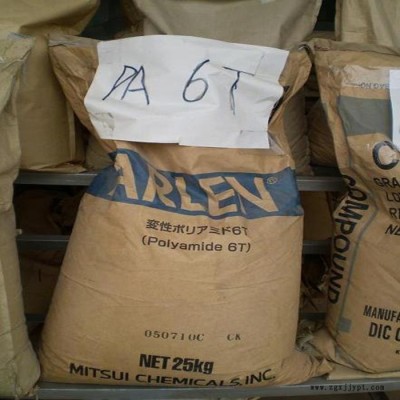 PA 6T
ARLEN®
変性ポリアミド6T
(Polyamide 6T)
050710C CK
NET 25kg
MITSUI CHEMICALS, INC.
COMPOUND
DIC
www.zgzjjypt.com